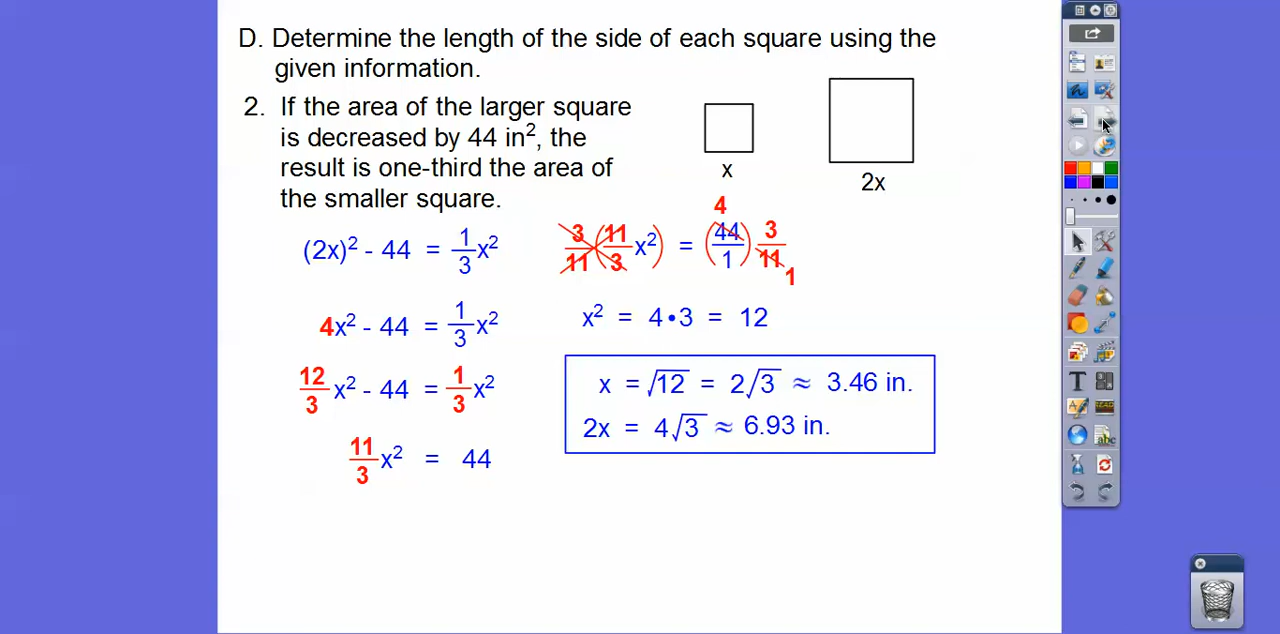 D. Determine the length of the side of each square using the
given information.
2. If the area of the larger square
is decreased by 44 in², the
result is one-third the area of
the smaller square.
x
2x
(2x)² - 44 = 1/3 x²
4x² - 44 = 1/3 x²
12/3 x² - 44 = 1/3 x²
11/3 x² = 44
4
3/11 (11/3 x²) = (44/1) 3/11
1
x² = 4•3 = 12
x = √12 = 2√3 ≈ 3.46 in.
2x = 4√3 ≈ 6.93 in.